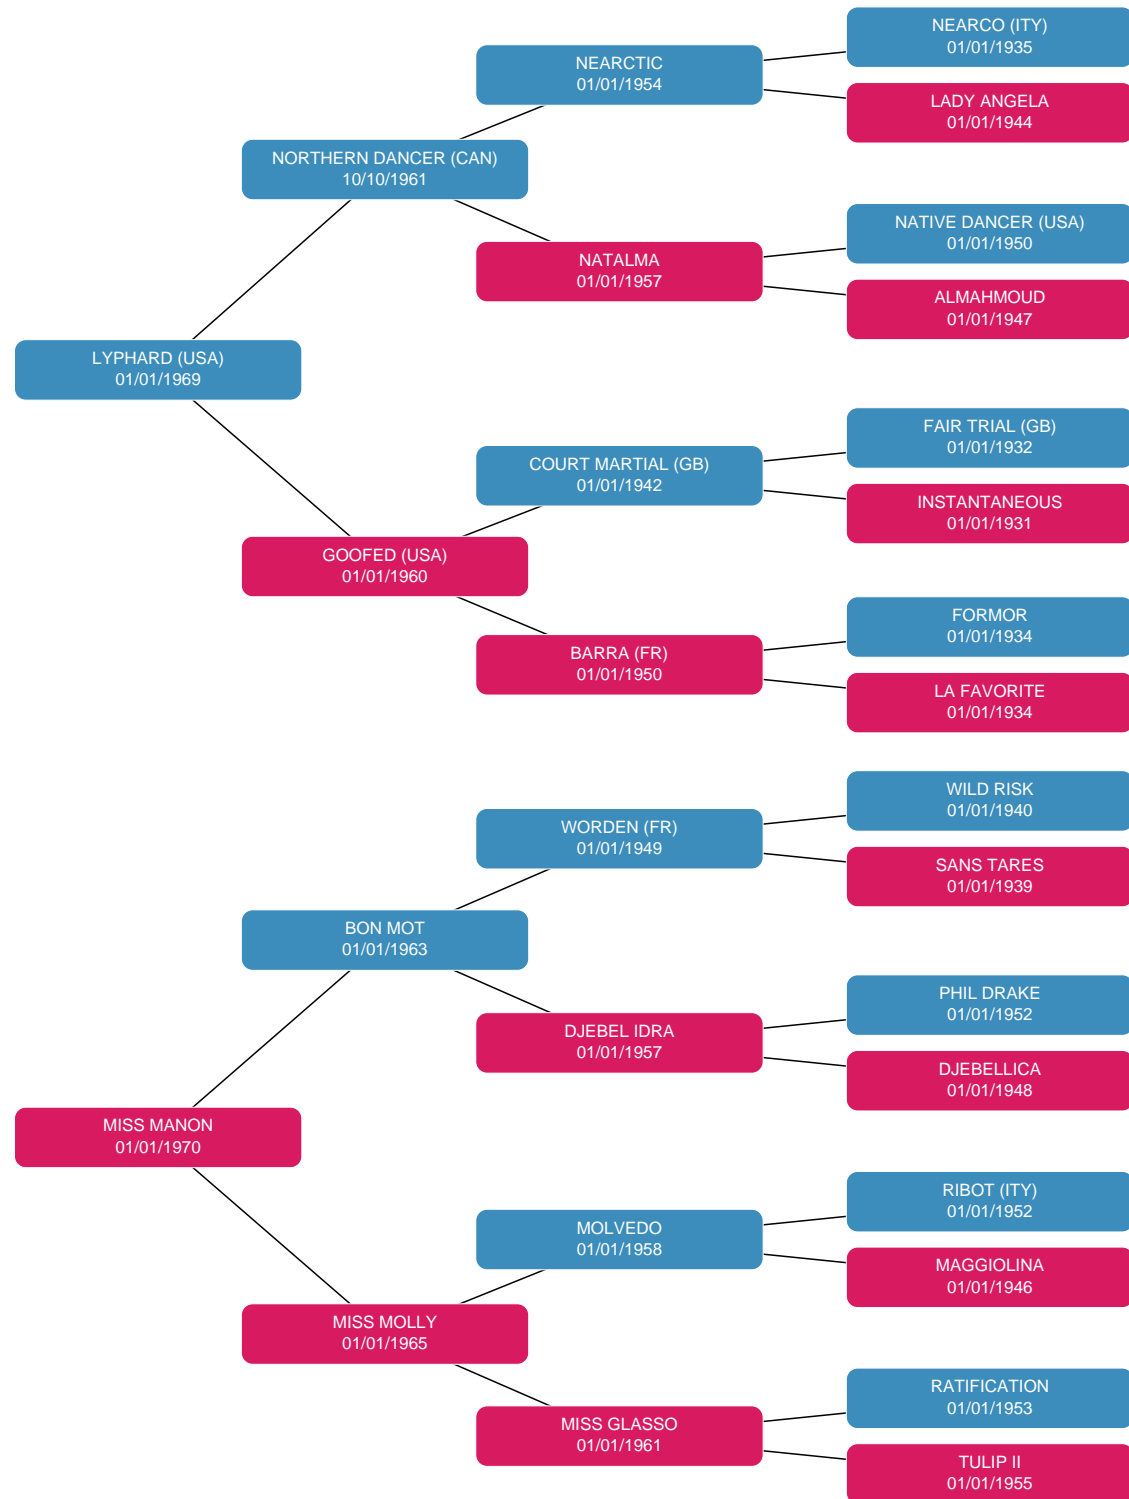 NEARCO (ITY)
01/01/1935
NEARCTIC
01/01/1954
LADY ANGELA
01/01/1944
NORTHERN DANCER (CAN)
10/10/1961
NATIVE DANCER (USA)
01/01/1950
NATALMA
01/01/1957
ALMAHMOUD
01/01/1947
LYPHARD (USA)
01/01/1969
FAIR TRIAL (GB)
01/01/1932
COURT MARTIAL (GB)
01/01/1942
INSTANTANEOUS
01/01/1931
GOOFED (USA)
01/01/1960
FORMOR
01/01/1934
BARRA (FR)
01/01/1950
LA FAVORITE
01/01/1934
WILD RISK
01/01/1940
WORDEN (FR)
01/01/1949
SANS TARES
01/01/1939
BON MOT
01/01/1963
PHIL DRAKE
01/01/1952
DJEBEL IDRA
01/01/1957
DJEBELLICA
01/01/1948
MISS MANON
01/01/1970
RIBOT (ITY)
01/01/1952
MOLVEDO
01/01/1958
MAGGIOLINA
01/01/1946
MISS MOLLY
01/01/1965
RATIFICATION
01/01/1953
MISS GLASSO
01/01/1961
TULIP II
01/01/1955